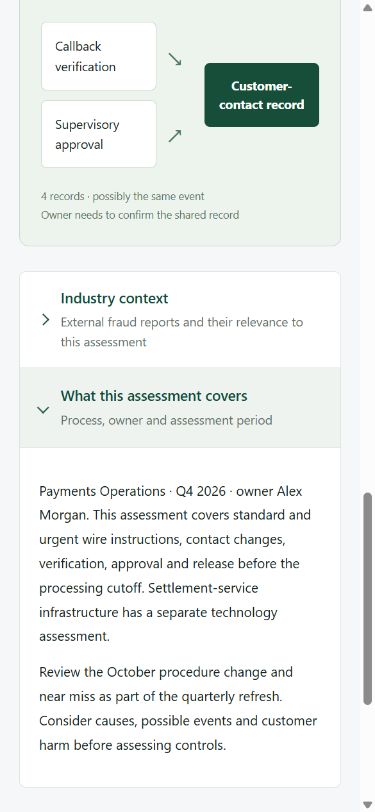 Callback
verification
Supervisory
approval
Customer-
contact record
4 records · possibly the same event
Owner needs to confirm the shared record
Industry context
External fraud reports and their relevance to
this assessment
What this assessment covers
Process, owner and assessment period
Payments Operations · Q4 2026 · owner Alex
Morgan. This assessment covers standard and
urgent wire instructions, contact changes,
verification, approval and release before the
processing cutoff. Settlement-service
infrastructure has a separate technology
assessment.
Review the October procedure change and
near miss as part of the quarterly refresh.
Consider causes, possible events and customer
harm before assessing controls.